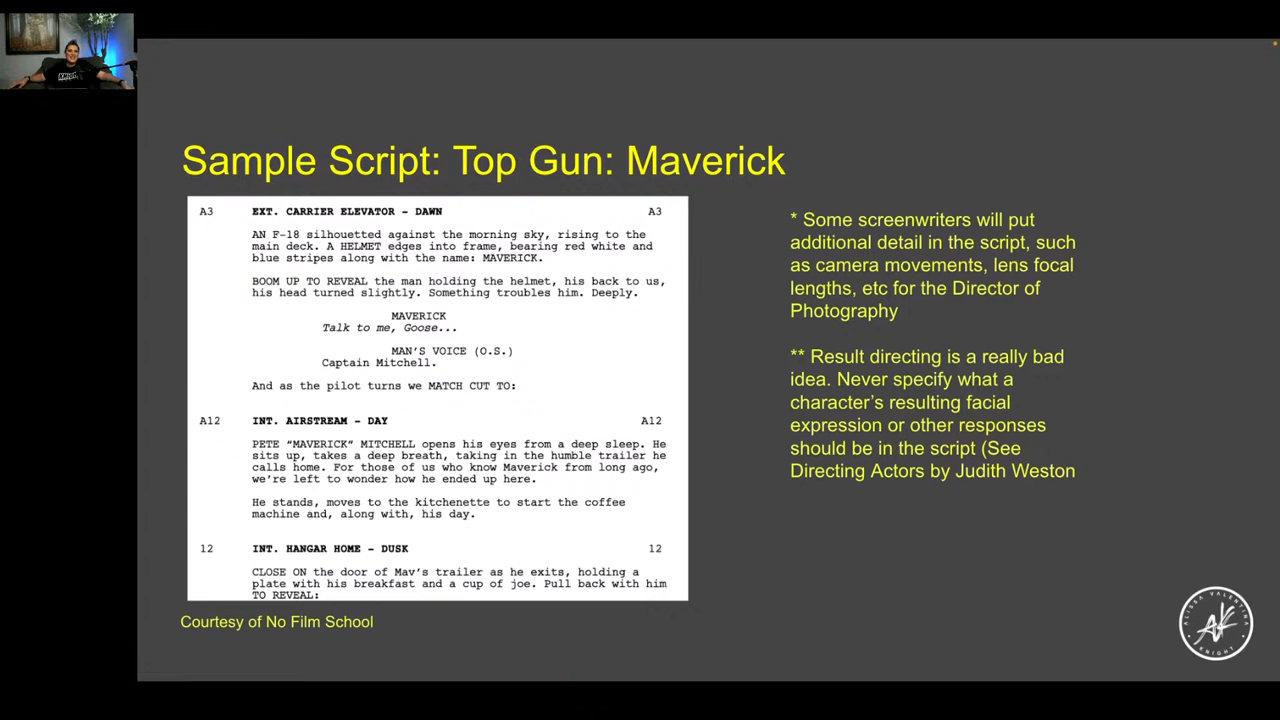 Sample Script: Top Gun: Maverick
A3 EXT. CARRIER ELEVATOR - DAWN A3
AN F-18 silhouetted against the morning sky, rising to the
main deck. A HELMET edges into frame, bearing red white and
blue stripes along with the name: MAVERICK.
BOOM UP TO REVEAL the man holding the helmet, his back to us,
his head turned slightly. Something troubles him. Deeply.
MAVERICK
Talk to me, Goose...
MAN'S VOICE (O.S.)
Captain Mitchell.
And as the pilot turns we MATCH CUT TO:
A12 INT. AIRSTREAM - DAY A12
PETE "MAVERICK" MITCHELL opens his eyes from a deep sleep. He
sits up, takes a deep breath, taking in the humble trailer he
calls home. For those of us who know Maverick from long ago,
we're left to wonder how he ended up here.
He stands, moves to the kitchenette to start the coffee
machine and, along with, his day.
12 INT. HANGAR HOME - DUSK 12
CLOSE ON the door of Mav's trailer as he exits, holding a
plate with his breakfast and a cup of joe. Pull back with him
TO REVEAL:
Courtesy of No Film School
* Some screenwriters will put
additional detail in the script, such
as camera movements, lens focal
lengths, etc for the Director of
Photography
** Result directing is a really bad
idea. Never specify what a
character's resulting facial
expression or other responses
should be in the script (See
Directing Actors by Judith Weston
ALISSA VALENTINA
AK
KNIGHT